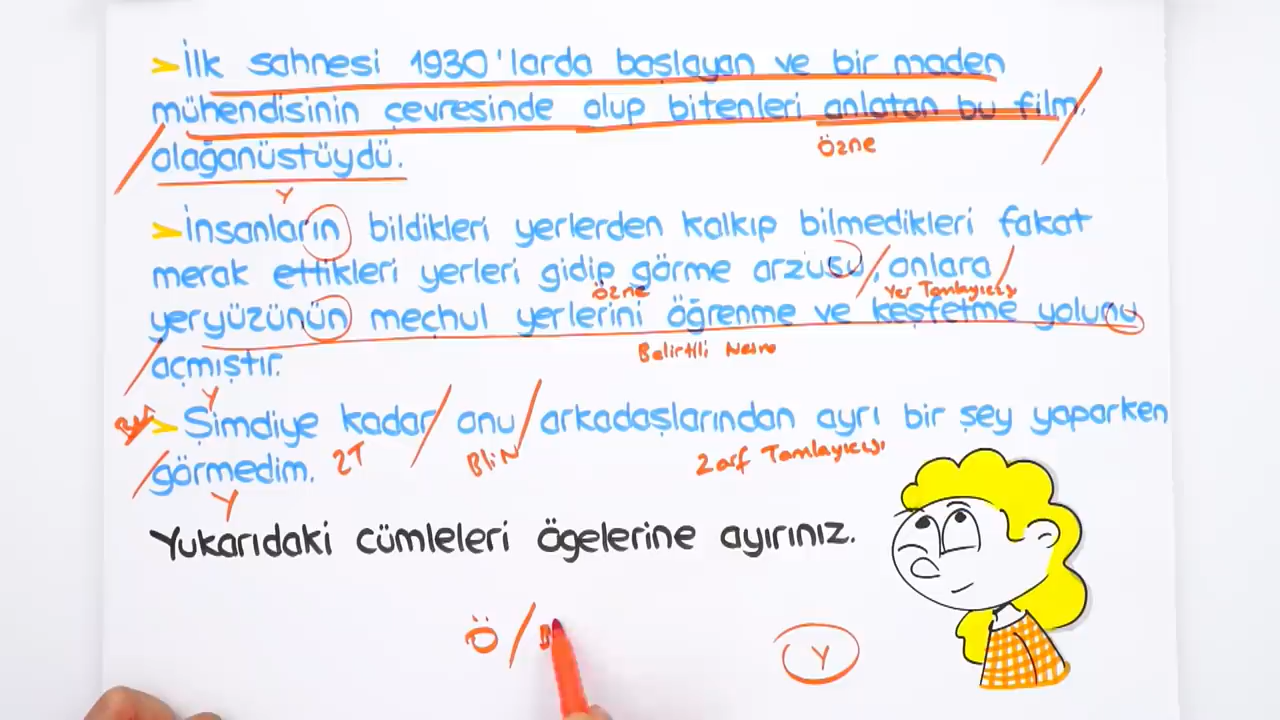 ➤İlk sahnesi 1930'larda başlayan ve bir maden
mühendisinin çevresinde olup bitenleri anlatan bu film,
Özne
olağanüstüydü.
Y
➤İnsanların bildikleri yerlerden kalkıp bilmedikleri fakat
merak ettikleri yerleri gidip görme arzusu, onlara
Özne Yer Tamlayıcısı
yeryüzünün mechul yerlerini öğrenme ve keşfetme yolunu
Belirtili Nesne
açmıştır.
Y
➤Şimdiye kadar onu arkadaşlarından ayrı bir şey yaparken
ZT BliN Zarf Tamlayıcısı
görmedim.
Y
Yukarıdaki cümleleri ögelerine ayırınız.
Ö / Y